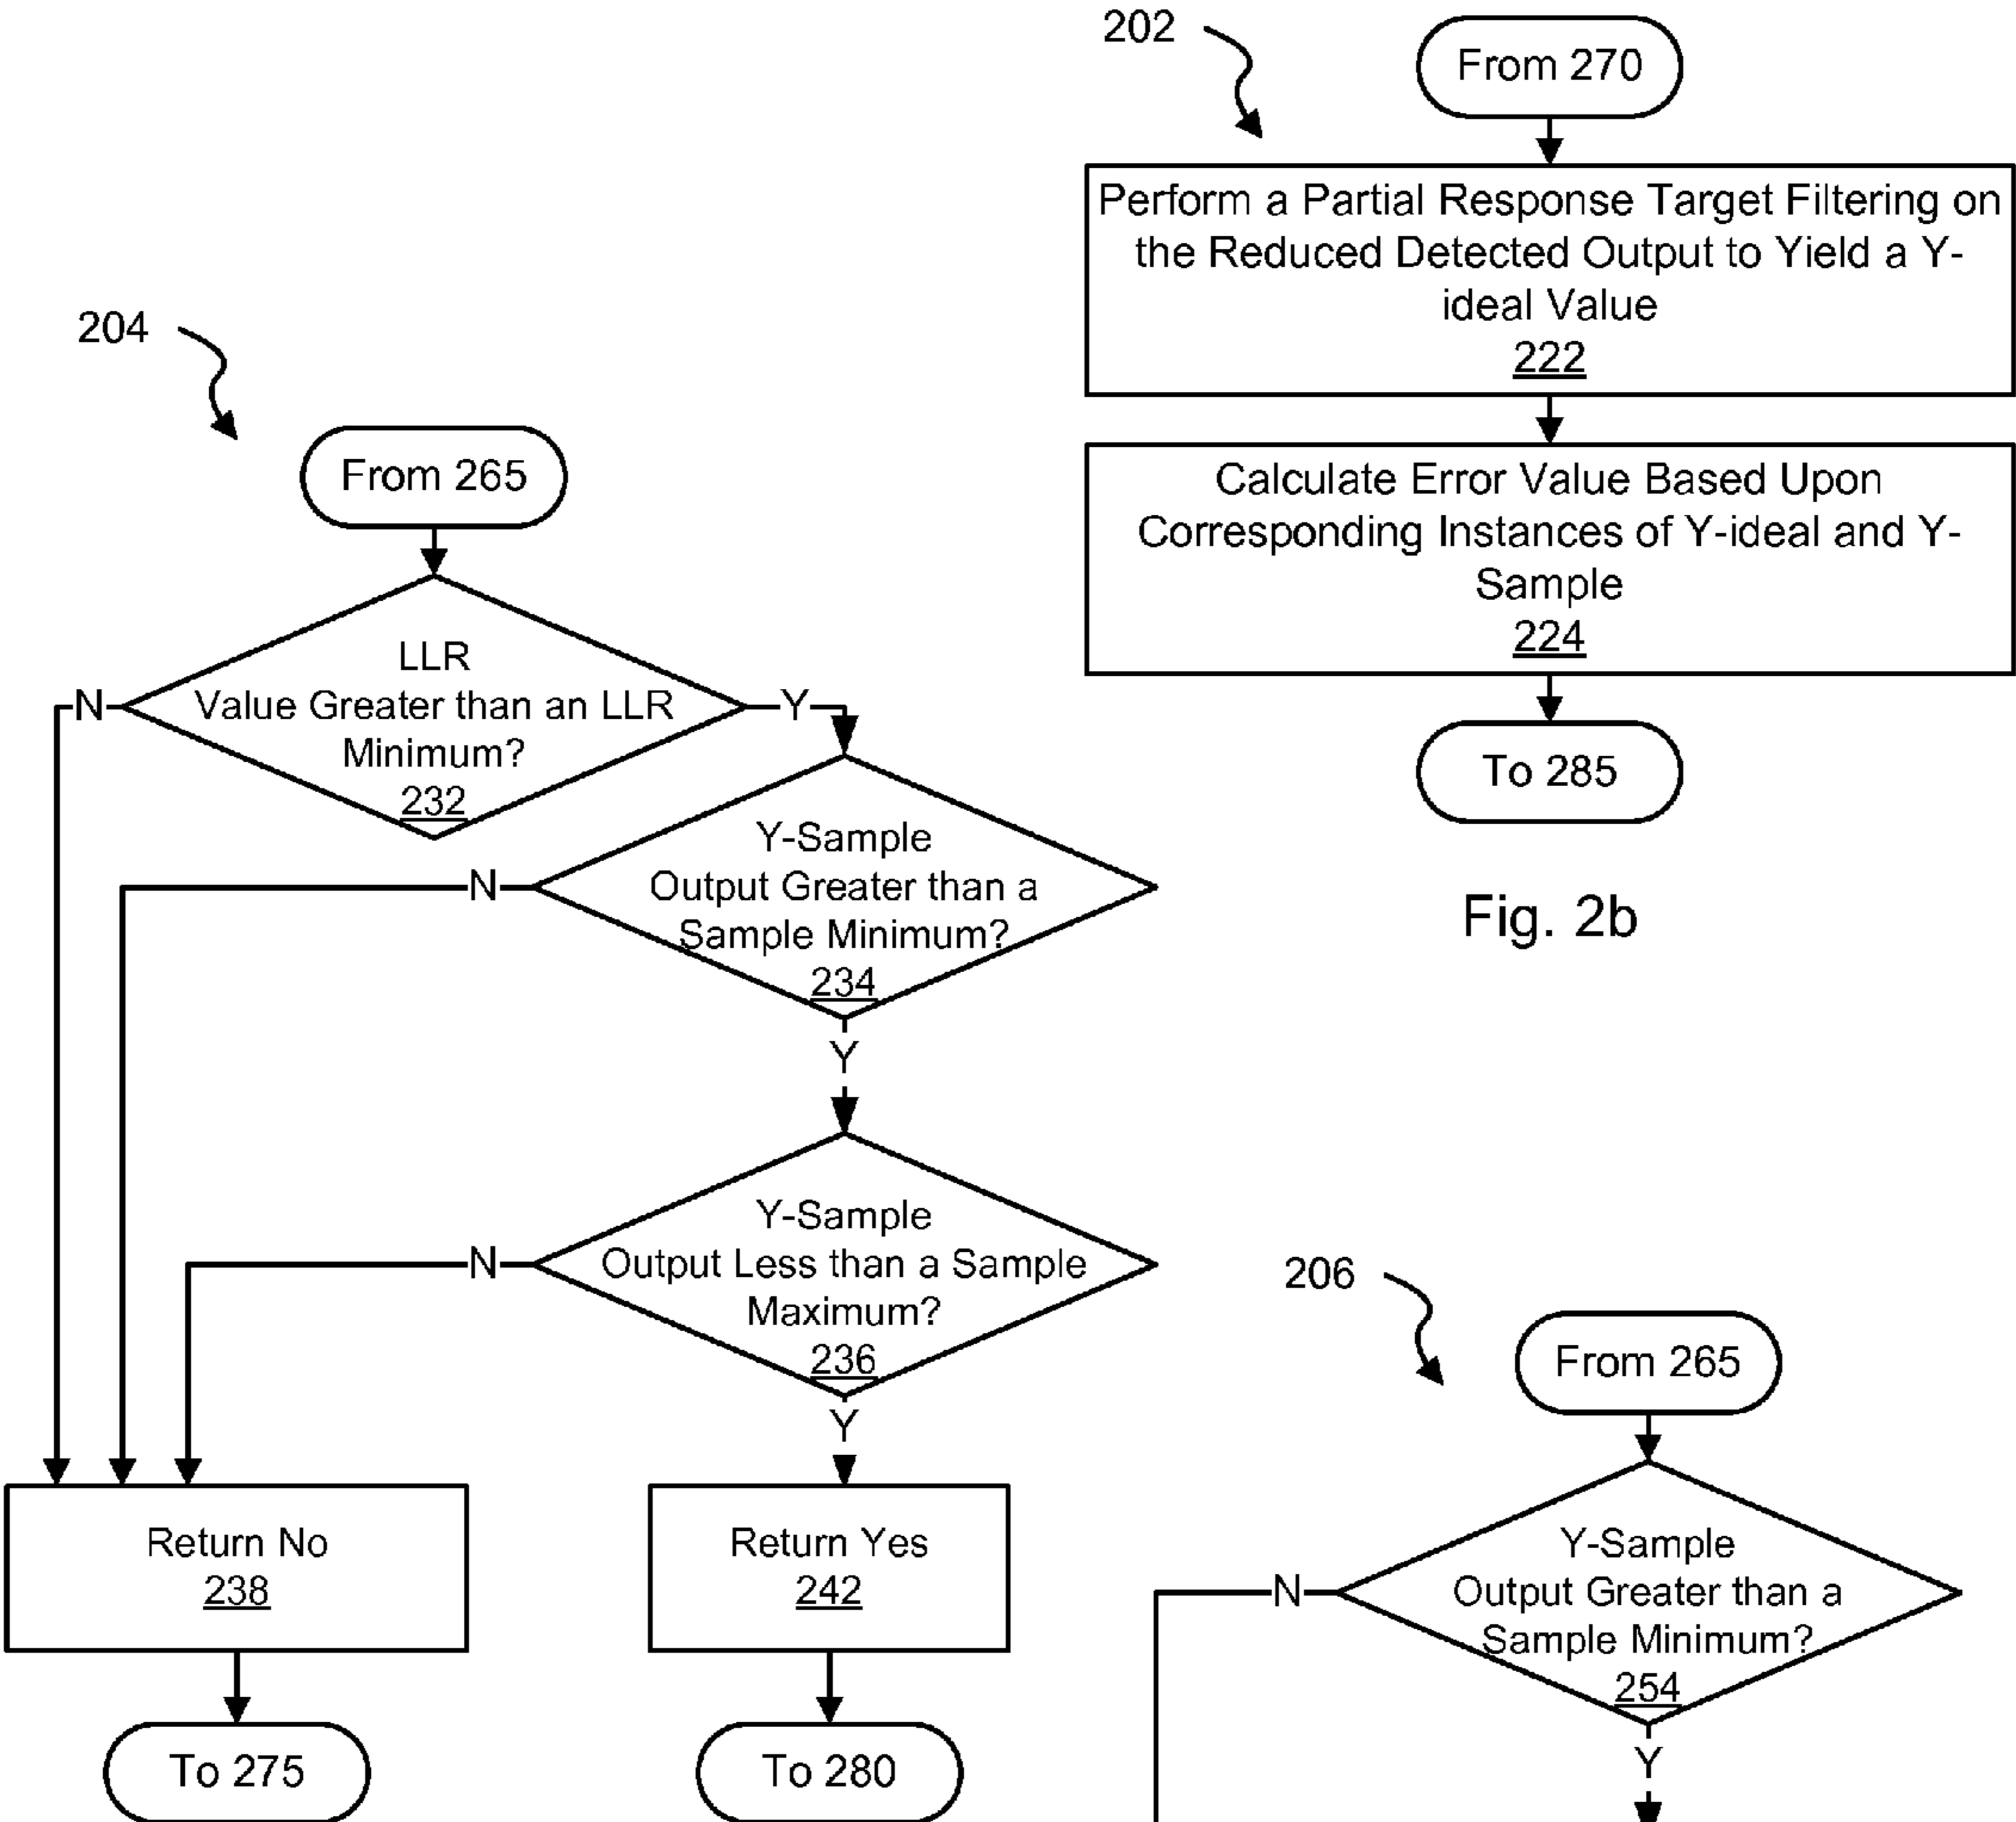 202
From 270
Perform a Partial Response Target Filtering on
the Reduced Detected Output to Yield a Y-
ideal Value
222
Calculate Error Value Based Upon
Corresponding Instances of Y-ideal and Y-
Sample
224
To 285
Fig. 2b
204
From 265
LLR
Value Greater than an LLR
Minimum?
232
N
Y
Y-Sample
Output Greater than a
Sample Minimum?
234
N
Y
Y-Sample
Output Less than a Sample
Maximum?
236
N
Y
Return No
238
Return Yes
242
To 275
To 280
206
From 265
Y-Sample
Output Greater than a
Sample Minimum?
254
N
Y